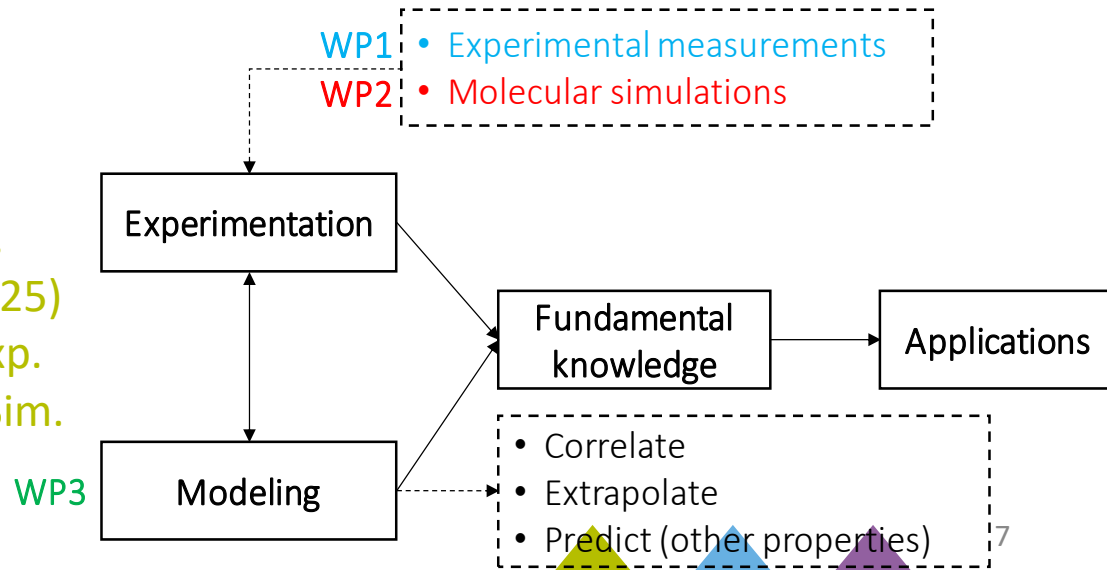 WP1 • Experimental measurements
WP2 • Molecular simulations
Experimentation
25)
xp.
sim.
Fundamental
knowledge
Applications
WP3
Modeling
• Correlate
• Extrapolate
• Predict (other properties)
7